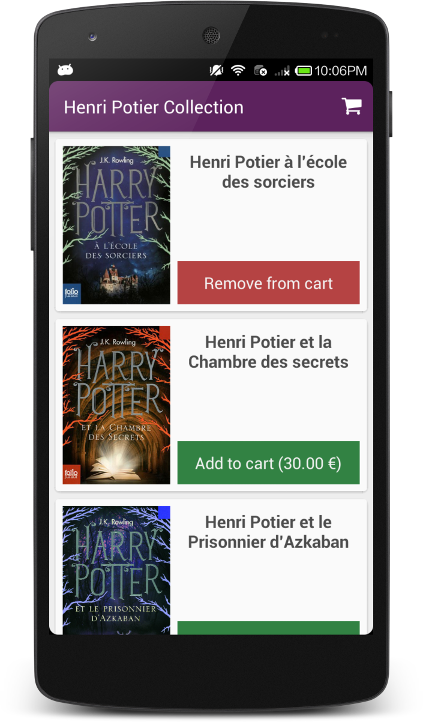 10:06PM
Henri Potier Collection
J.K. Rowling
HARRY
POTTER
À L'ÉCOLE
DES SORCIERS
folio
Henri Potier à l'école
des sorciers
Remove from cart
J.K. Rowling
HARRY
POTTER
ET LA CHAMBRE
DES SECRETS
folio
Henri Potier et la
Chambre des secrets
Add to cart (30.00 €)
J.K. Rowling
HARRY
POTTER
ET LE PRISONNIER
D'AZKABAN
Henri Potier et le
Prisonnier d'Azkaban